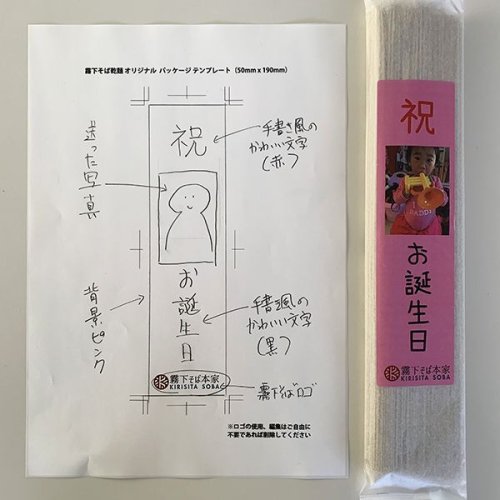 霧下そば乾麺 オリジナル パッケージ テンプレート（50mm x 190mm）
祝
手書き風の
かわいい文字
（赤）
送った写真
お誕生日
手書き風の
かわいい文字
（黒）
背景ピンク
霧下そば本家
KIRISITA SOBA
霧下そばロゴ
※ロゴの使用、編集はご自由に
不要であれば削除してください
祝
DADDY
お誕生日
霧下そば本家
KIRISITA SOBA